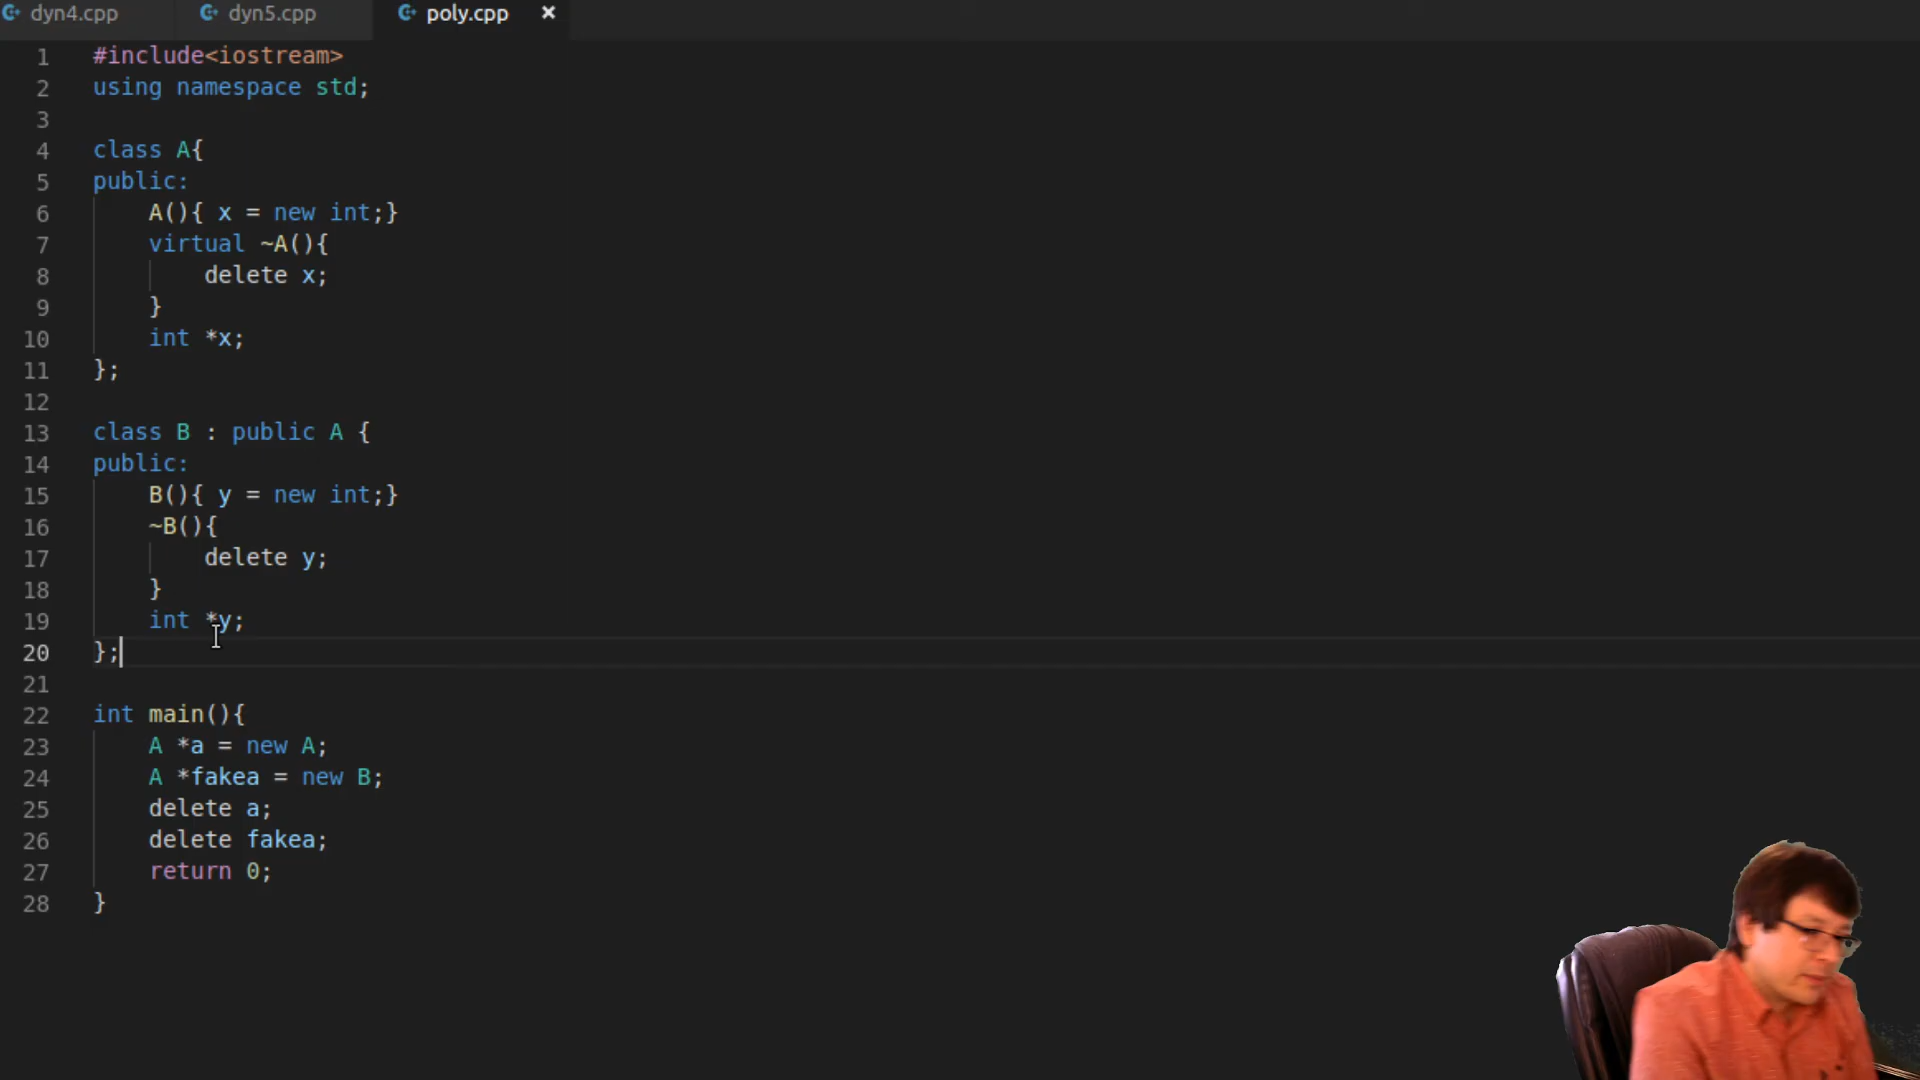 dyn4.cpp dyn5.cpp poly.cpp ×
1 #include<iostream>
2 using namespace std;
3
4 class A{
5 public:
6     A(){ x = new int;}
7     virtual ~A(){
8         delete x;
9     }
10     int *x;
11 };
12
13 class B : public A {
14 public:
15     B(){ y = new int;}
16     ~B(){
17         delete y;
18     }
19     int *y;
20 };
21
22 int main(){
23     A *a = new A;
24     A *fakea = new B;
25     delete a;
26     delete fakea;
27     return 0;
28 }